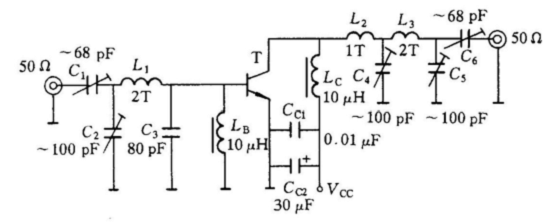 ~68 pF
50 Ω
C1
L1
2T
C2
~100 pF
C3
80 pF
T
LB
10 μH
L2
1T
L3
2T
~68 pF
50 Ω
C6
LC
10 μH
C4
C5
~100 pF
~100 pF
CC1
0.01 μF
CC2
+
30 μF
VCC